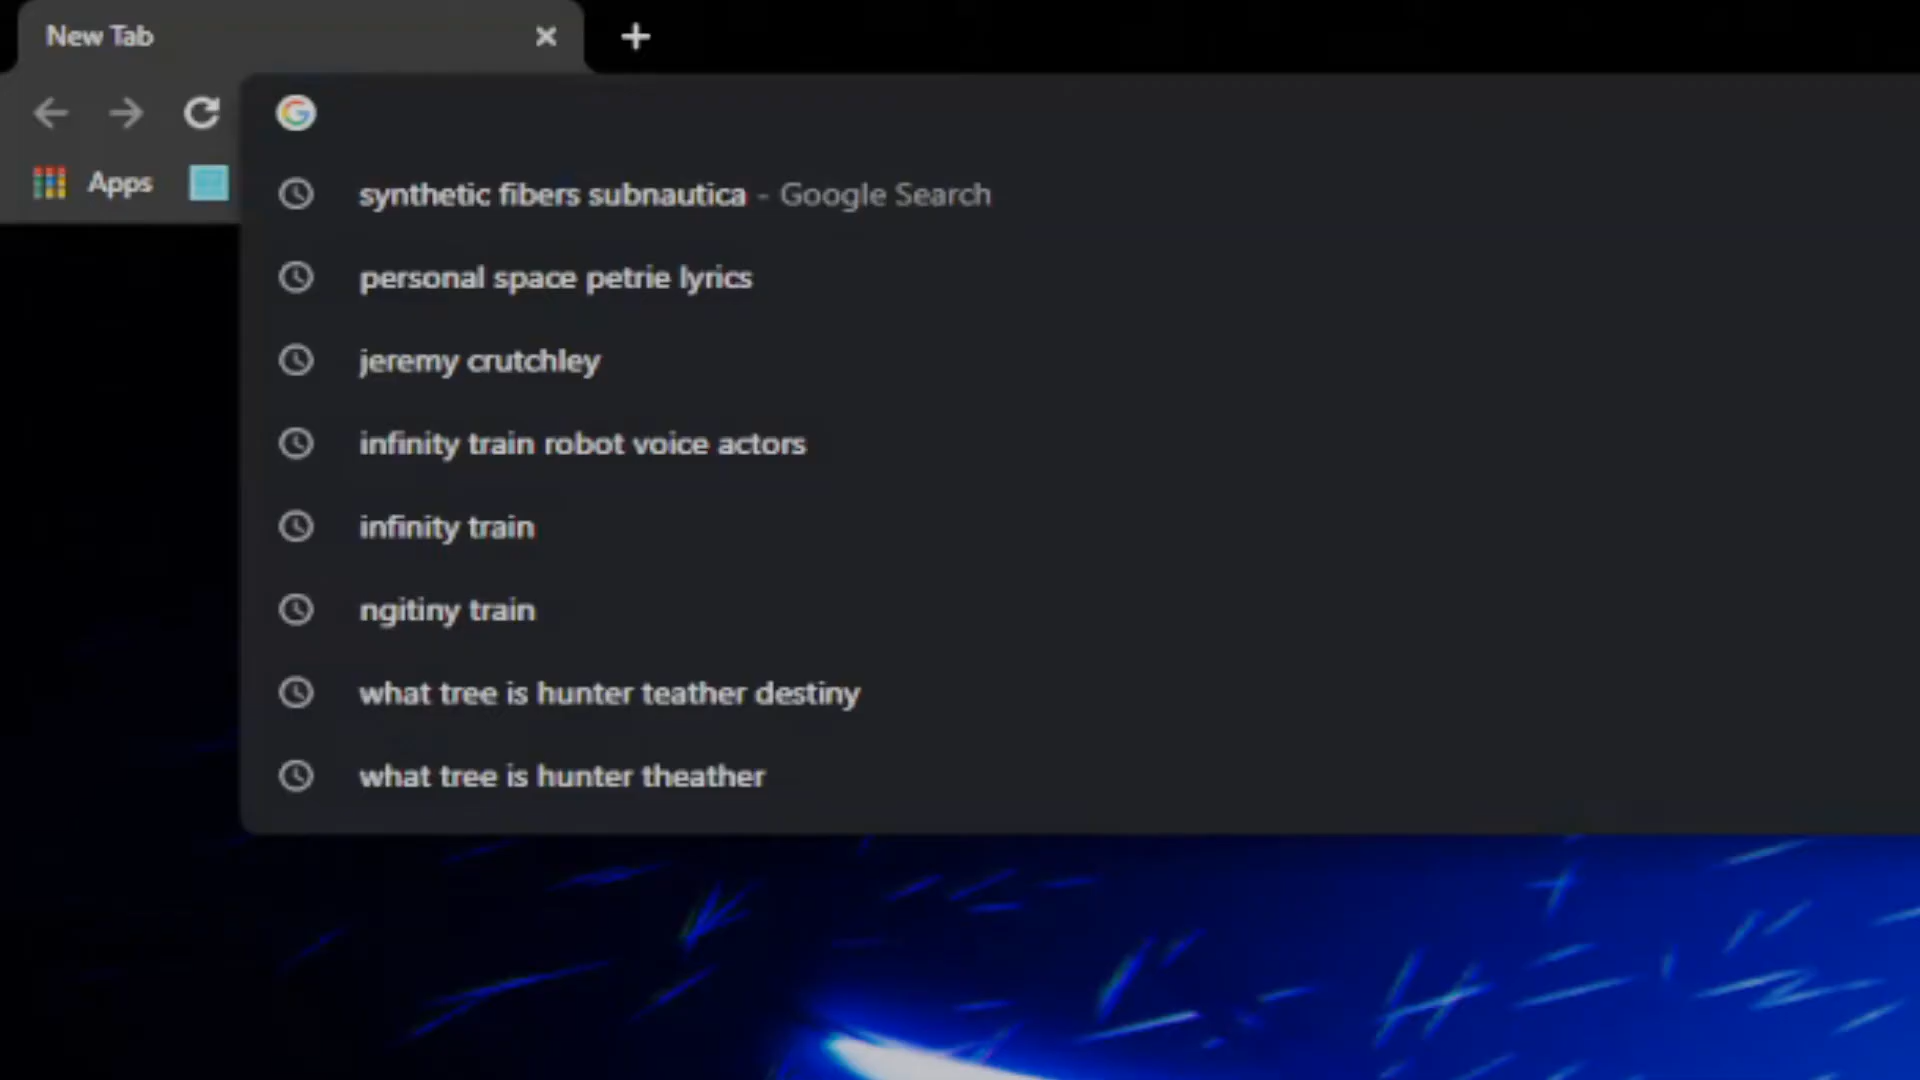 New Tab
Apps
synthetic fibers subnautica - Google Search
personal space petrie lyrics
jeremy crutchley
infinity train robot voice actors
infinity train
ngitiny train
what tree is hunter teather destiny
what tree is hunter theather